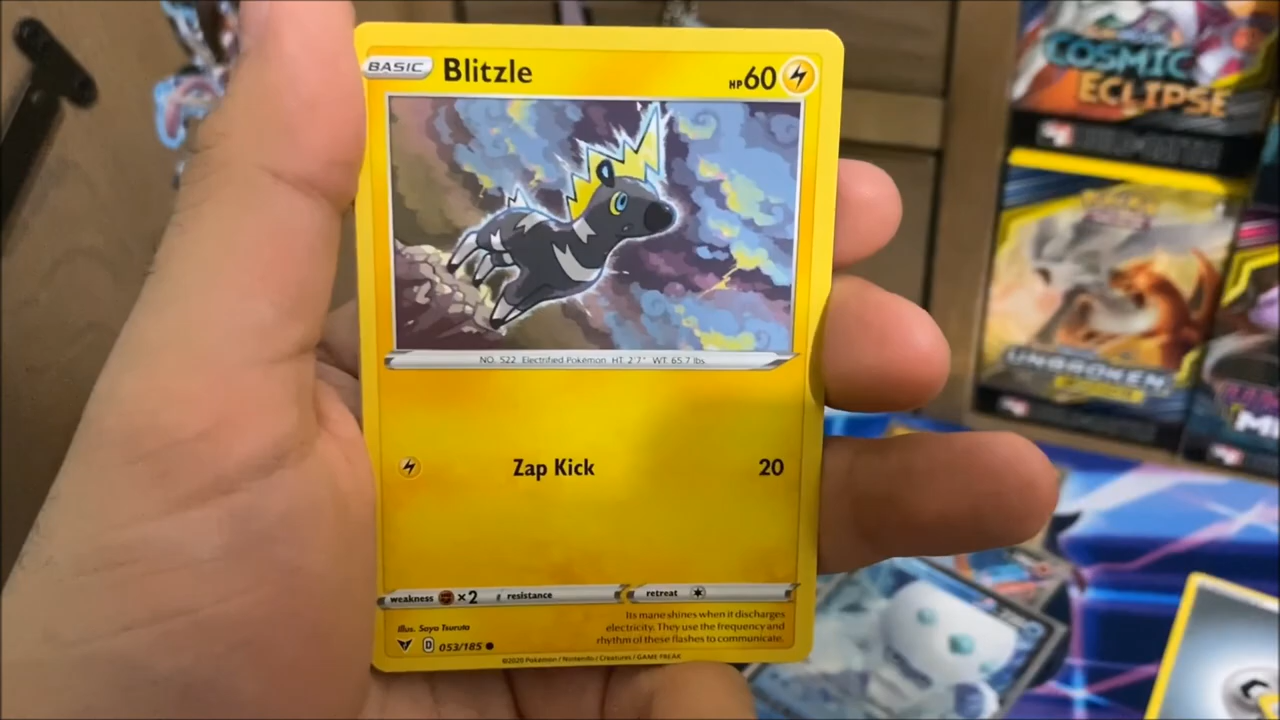 BASIC Blitzle HP 60
NO. 522 Electrified Pokémon HT: 2'7" WT: 65.7 lbs.
Zap Kick 20
weakness ×2 resistance retreat
Its mane shines when it discharges
electricity. They use the frequency and
rhythm of these flashes to communicate.
Illus. Saya Tsuruta
D 053/185
©2020 Pokémon / Nintendo / Creatures / GAME FREAK
COSMIC
ECLIPSE
UNBROKEN